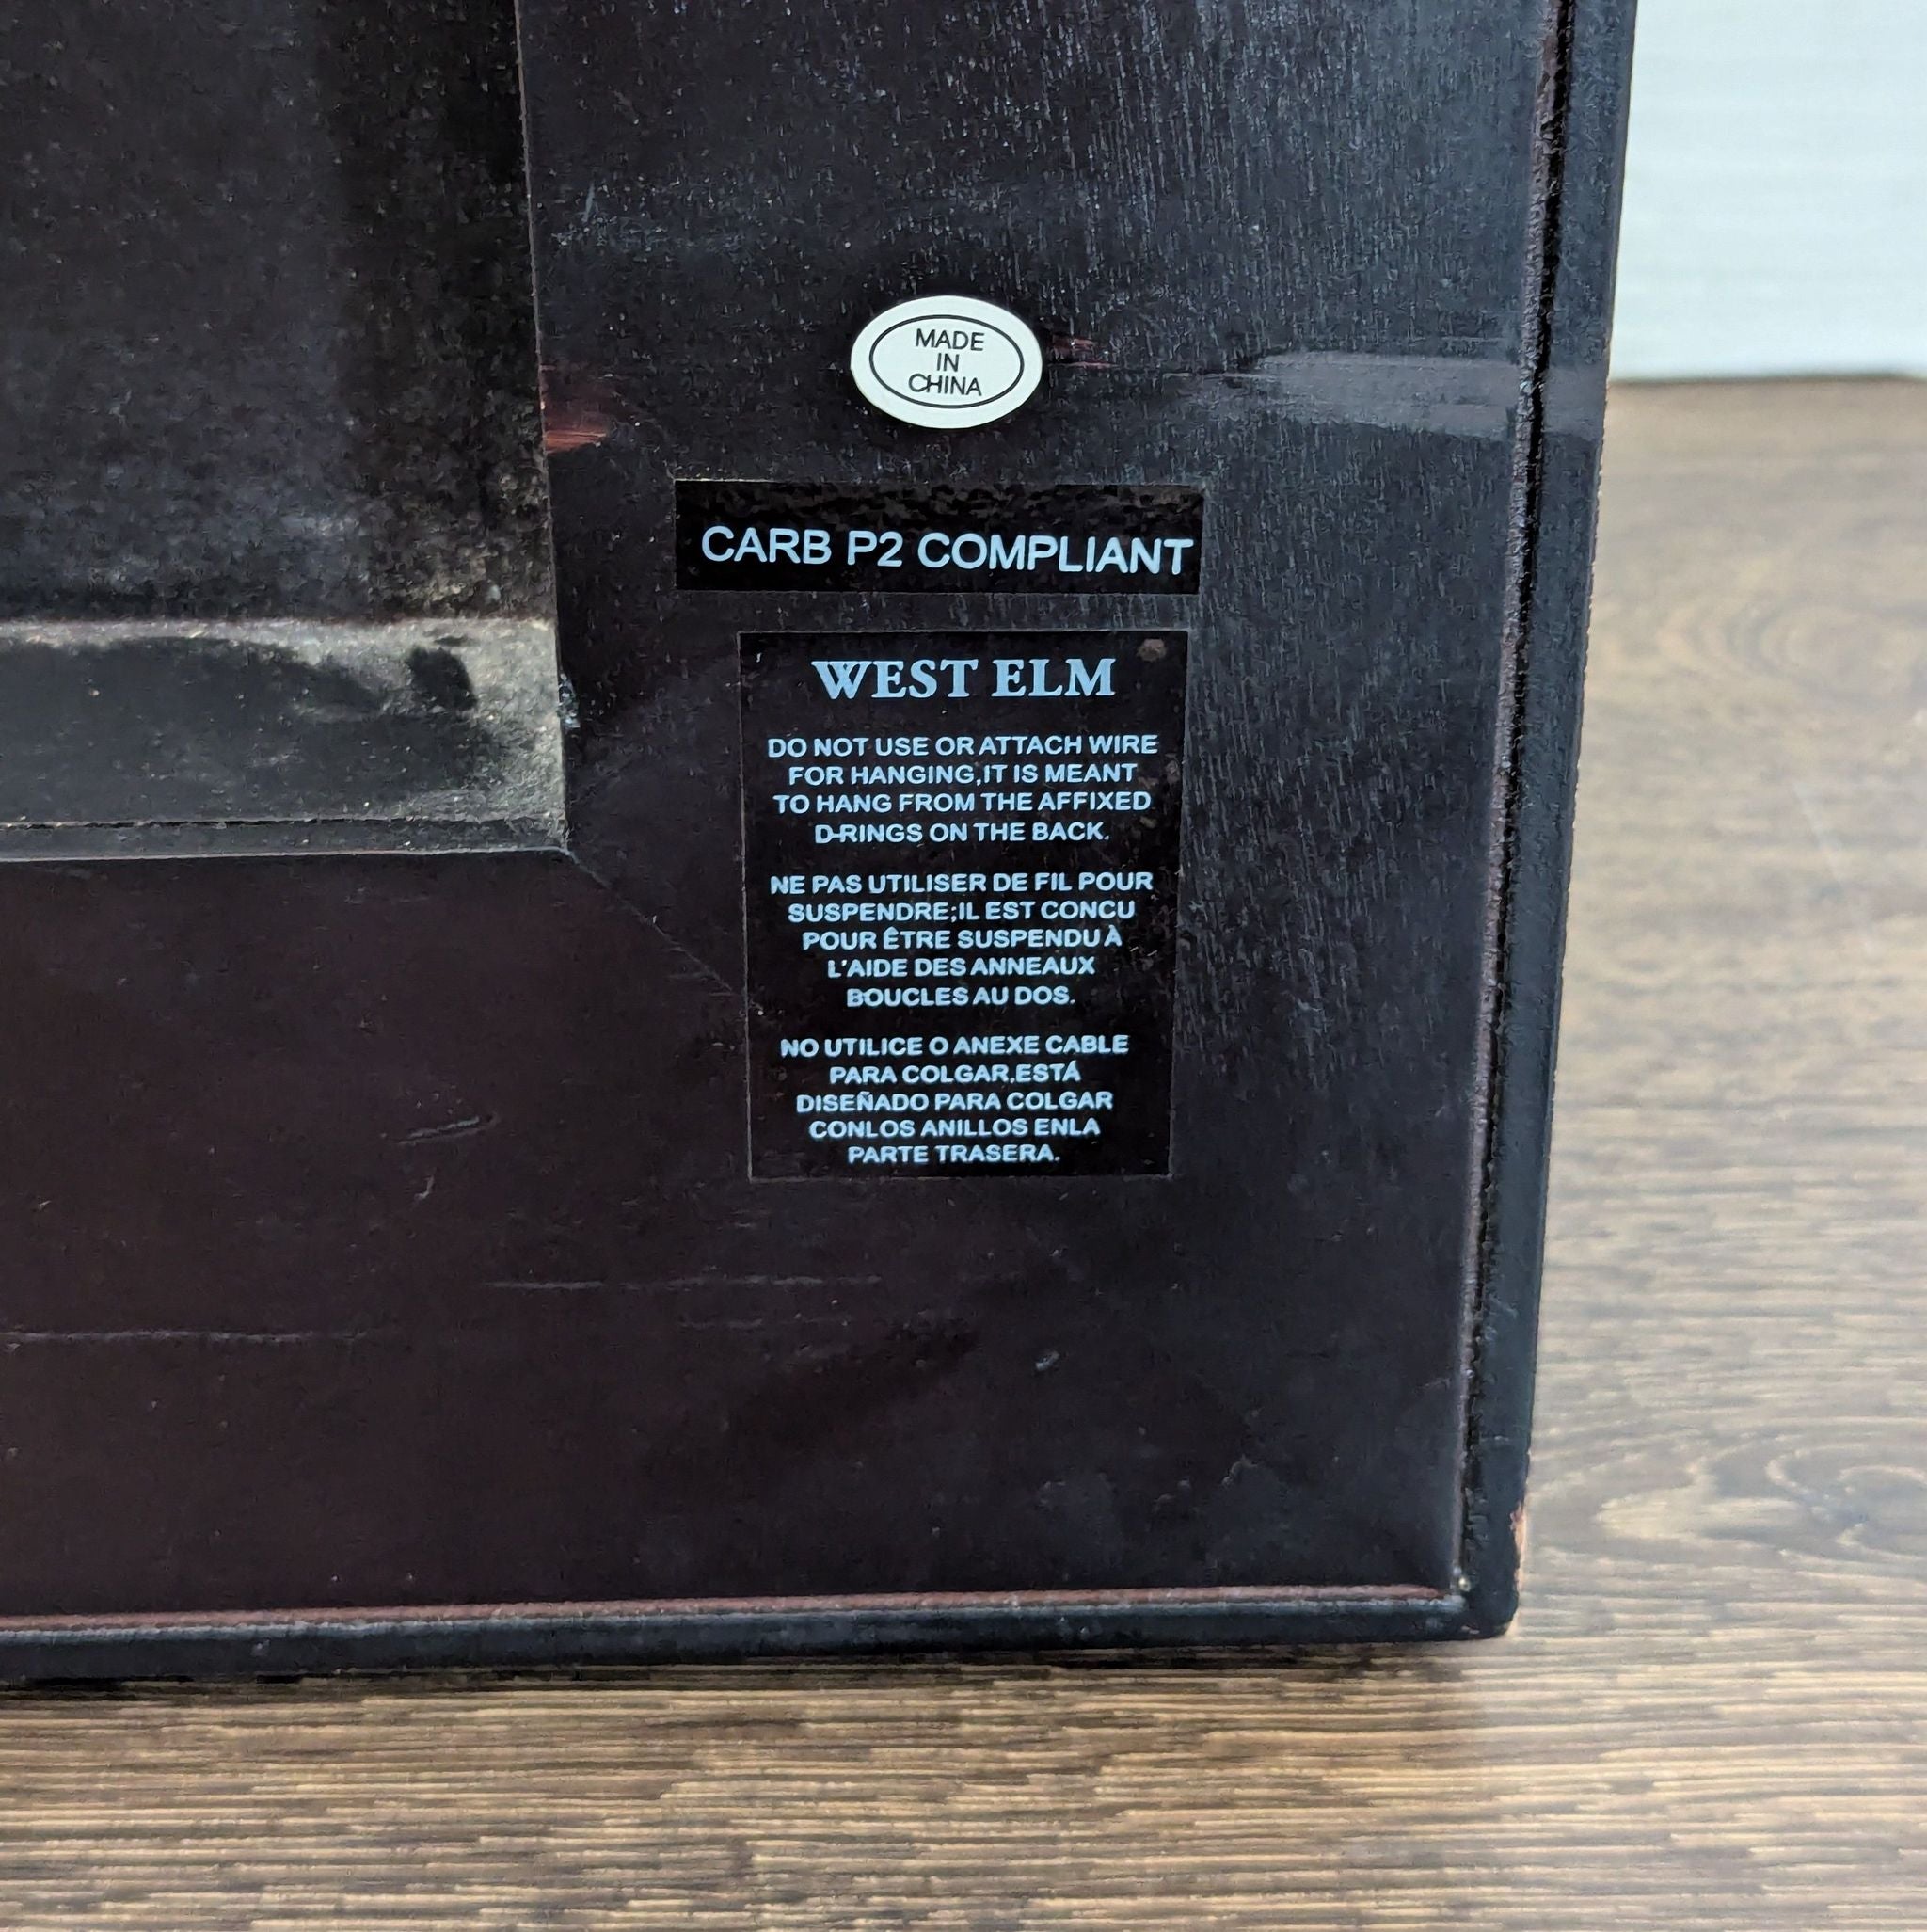 MADE
IN
CHINA
CARB P2 COMPLIANT
WEST ELM
DO NOT USE OR ATTACH WIRE
FOR HANGING,IT IS MEANT
TO HANG FROM THE AFFIXED
D-RINGS ON THE BACK.
NE PAS UTILISER DE FIL POUR
SUSPENDRE;IL EST CONCU
POUR ÊTRE SUSPENDU À
L'AIDE DES ANNEAUX
BOUCLES AU DOS.
NO UTILICE O ANEXE CABLE
PARA COLGAR,ESTÁ
DISEÑADO PARA COLGAR
CONLOS ANILLOS ENLA
PARTE TRASERA.